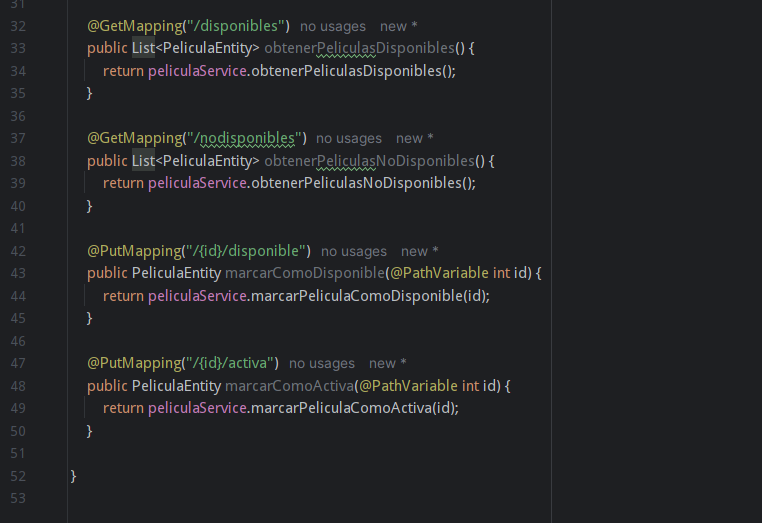 31
32 @GetMapping("/disponibles") no usages new *
33 public List<PeliculaEntity> obtenerPeliculasDisponibles() {
34 return peliculaService.obtenerPeliculasDisponibles();
35 }
36
37 @GetMapping("/nodisponibles") no usages new *
38 public List<PeliculaEntity> obtenerPeliculasNoDisponibles() {
39 return peliculaService.obtenerPeliculasNoDisponibles();
40 }
41
42 @PutMapping("/{id}/disponible") no usages new *
43 public PeliculaEntity marcarComoDisponible(@PathVariable int id) {
44 return peliculaService.marcarPeliculaComoDisponible(id);
45 }
46
47 @PutMapping("/{id}/activa") no usages new *
48 public PeliculaEntity marcarComoActiva(@PathVariable int id) {
49 return peliculaService.marcarPeliculaComoActiva(id);
50 }
51
52 }
53